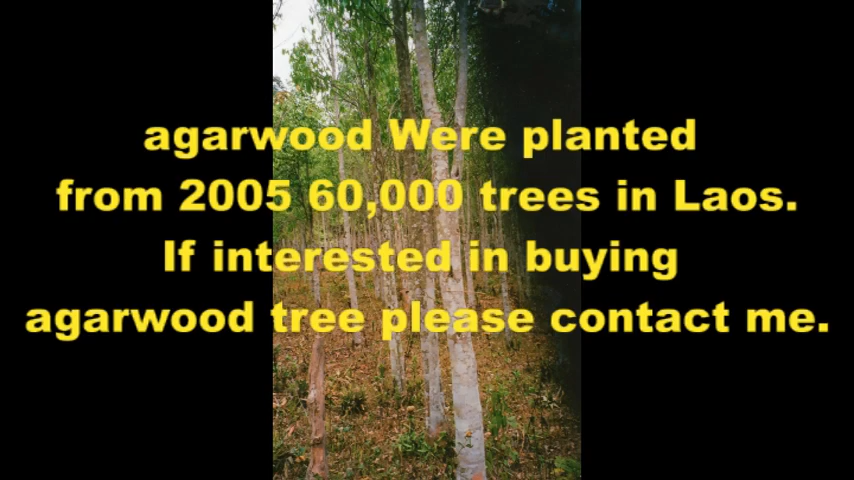 agarwood Were planted
from 2005 60,000 trees in Laos.
If interested in buying
agarwood tree please contact me.